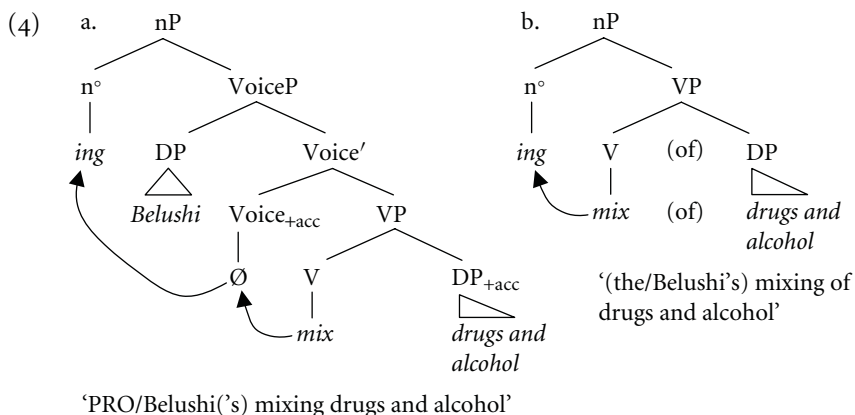 (4) a. nP b. nP
n° VoiceP n° VP
ing DP Voice′ ing V (of) DP
Belushi Voice+acc VP mix (of) drugs and
alcohol
Ø V DP+acc
mix drugs and
alcohol
'(the/Belushi's) mixing of
drugs and alcohol'
'PRO/Belushi('s) mixing drugs and alcohol'